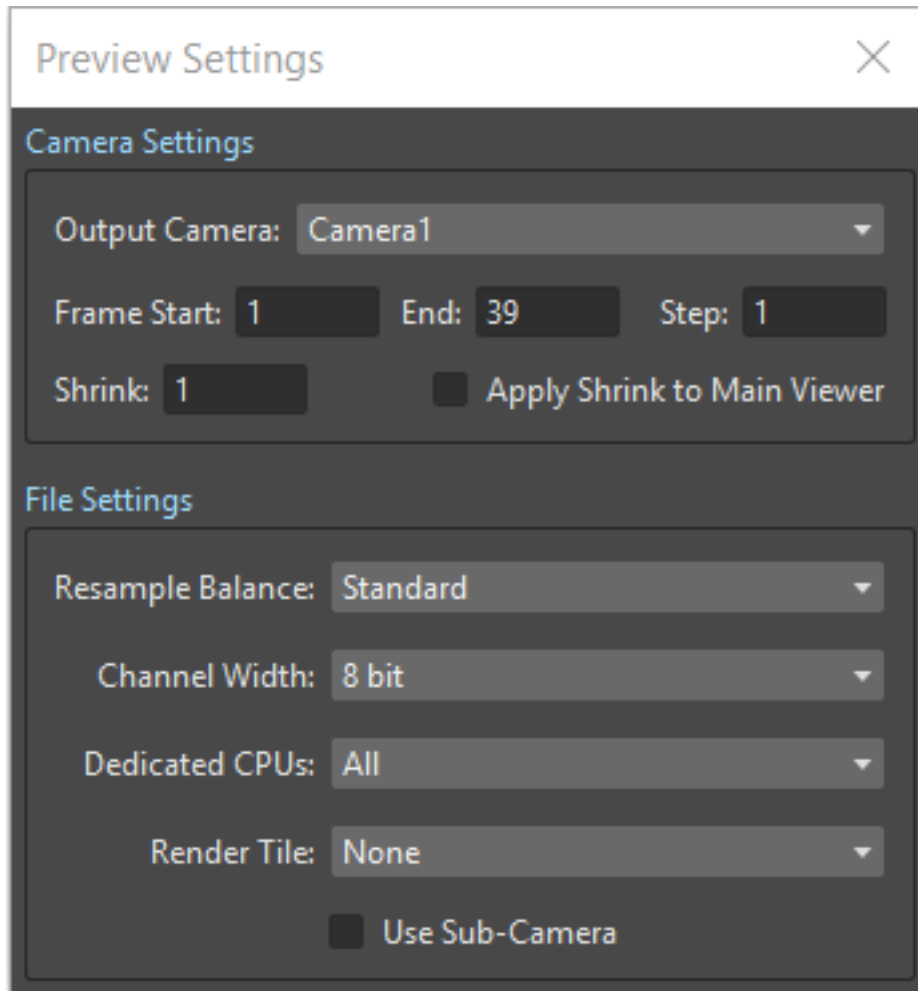 Preview Settings
Camera Settings
Output Camera: Camera1
Frame Start: 1 End: 39 Step: 1
Shrink: 1 Apply Shrink to Main Viewer
File Settings
Resample Balance: Standard
Channel Width: 8 bit
Dedicated CPUs: All
Render Tile: None
Use Sub-Camera